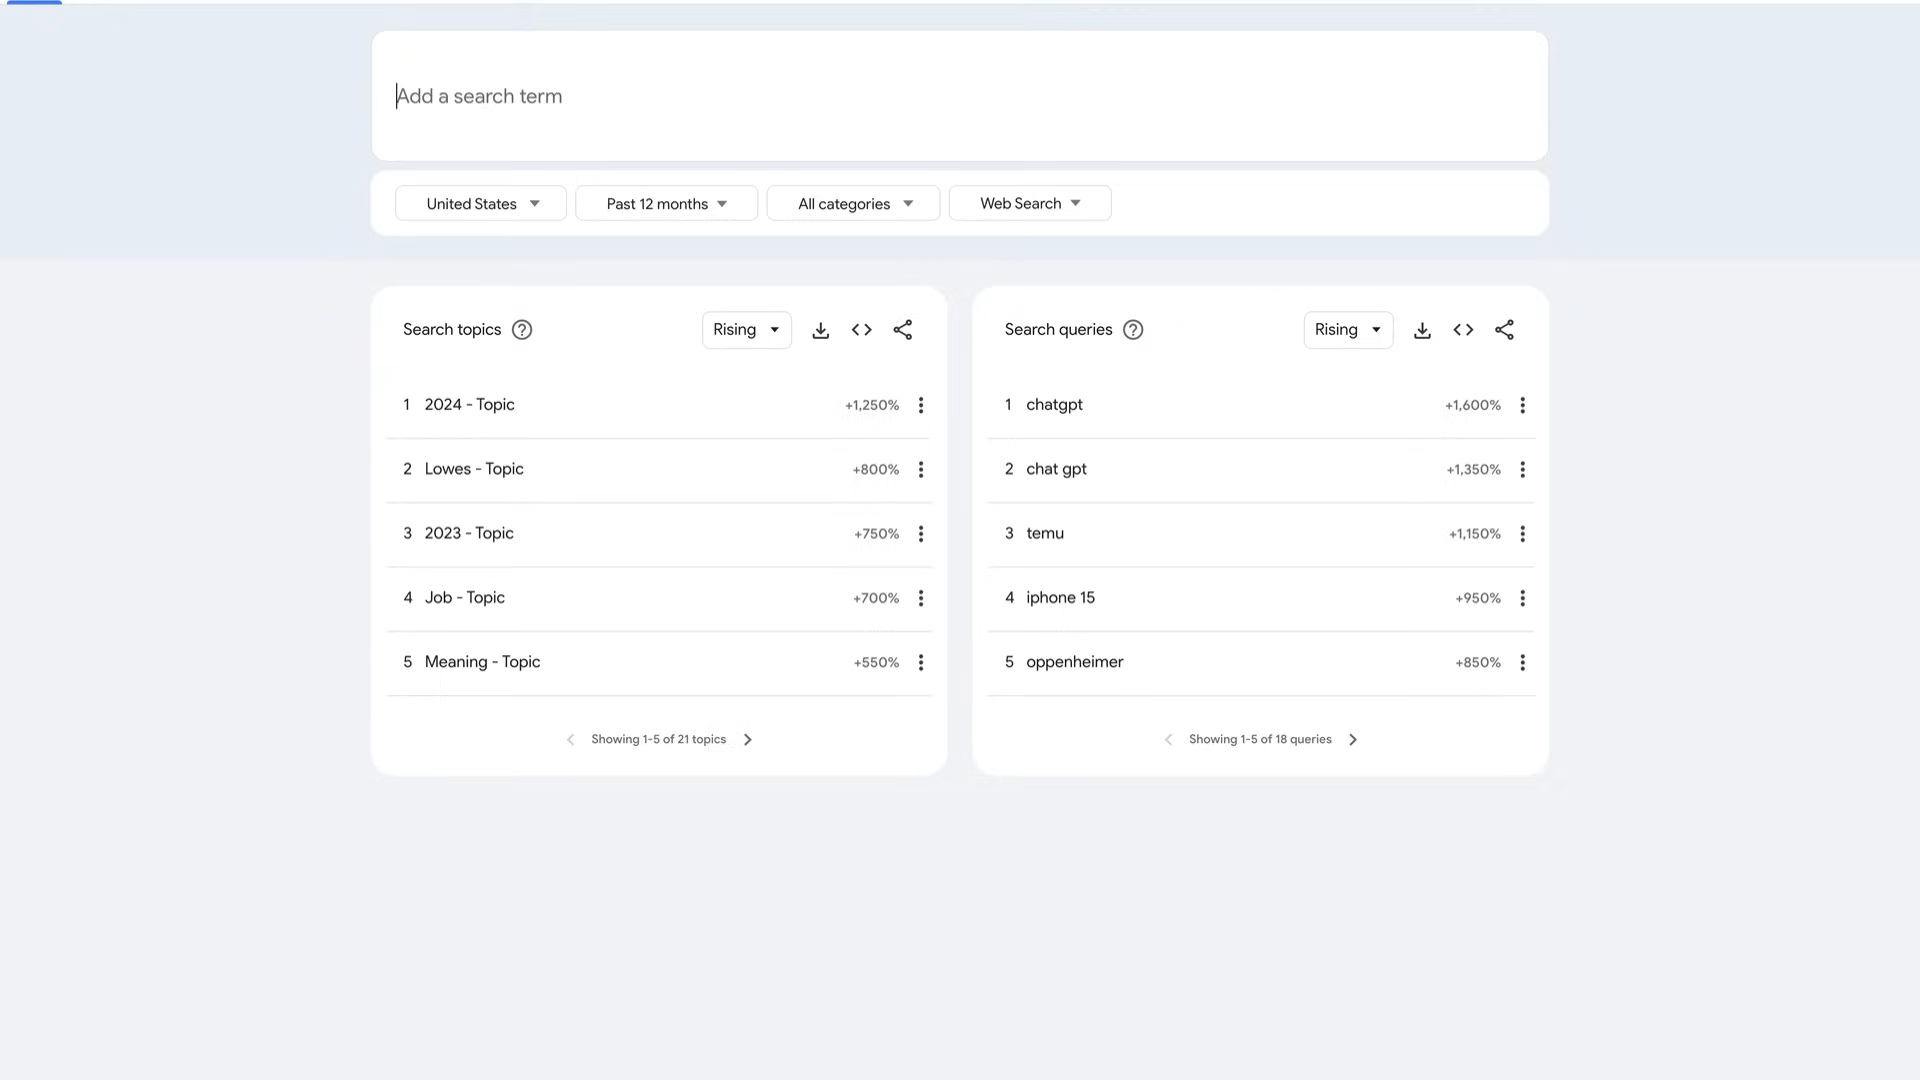 Add a search term
United States Past 12 months All categories Web Search
Search topics Rising
1 2024 - Topic +1,250%
2 Lowes - Topic +800%
3 2023 - Topic +750%
4 Job - Topic +700%
5 Meaning - Topic +550%
Showing 1-5 of 21 topics
Search queries Rising
1 chatgpt +1,600%
2 chat gpt +1,350%
3 temu +1,150%
4 iphone 15 +950%
5 oppenheimer +850%
Showing 1-5 of 18 queries